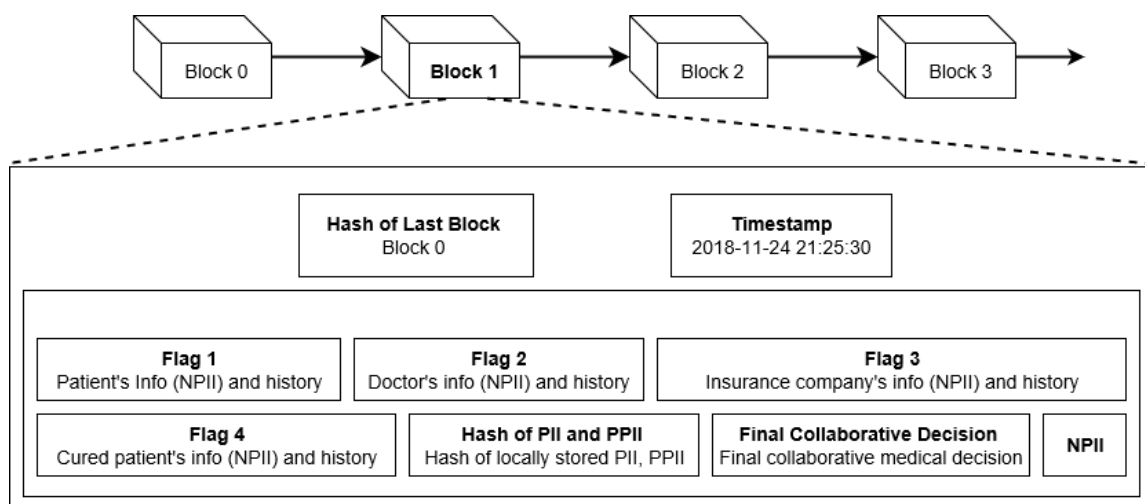 Block 0
Block 1
Block 2
Block 3
Hash of Last Block
Block 0
Timestamp
2018-11-24 21:25:30
Flag 1
Patient's Info (NPII) and history
Flag 2
Doctor's info (NPII) and history
Flag 3
Insurance company's info (NPII) and history
Flag 4
Cured patient's info (NPII) and history
Hash of PII and PPII
Hash of locally stored PII, PPII
Final Collaborative Decision
Final collaborative medical decision
NPII